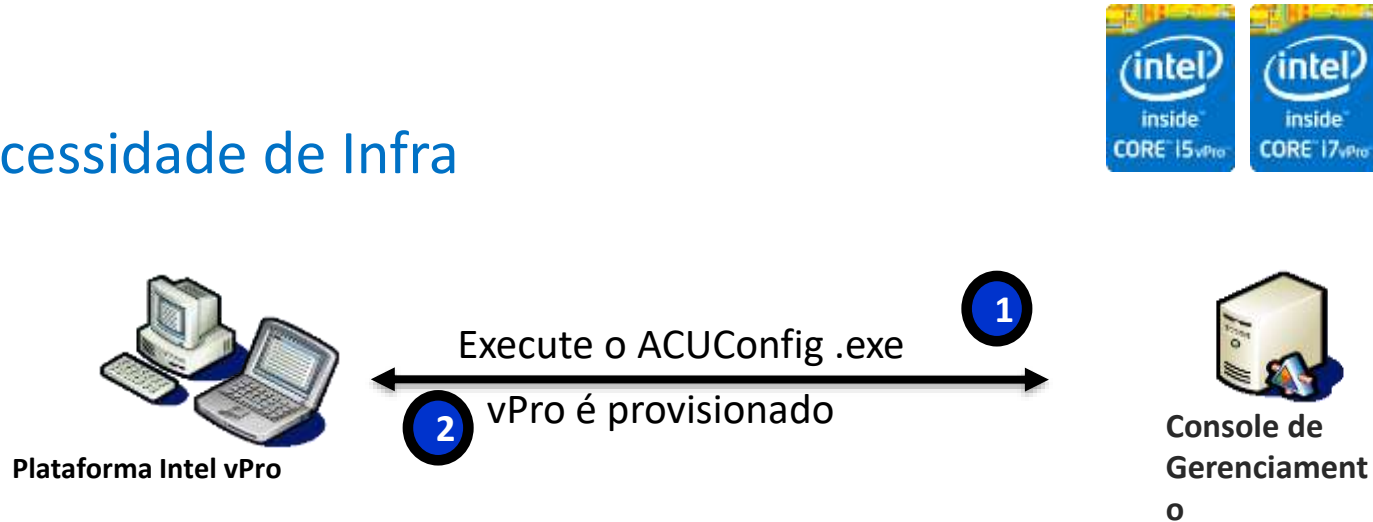 intel
inside
CORE i5 vPro
intel
inside
CORE i7 vPro
cessidade de Infra
1
Execute o ACUConfig .exe
2
vPro é provisionado
Plataforma Intel vPro
Console de
Gerenciament
o